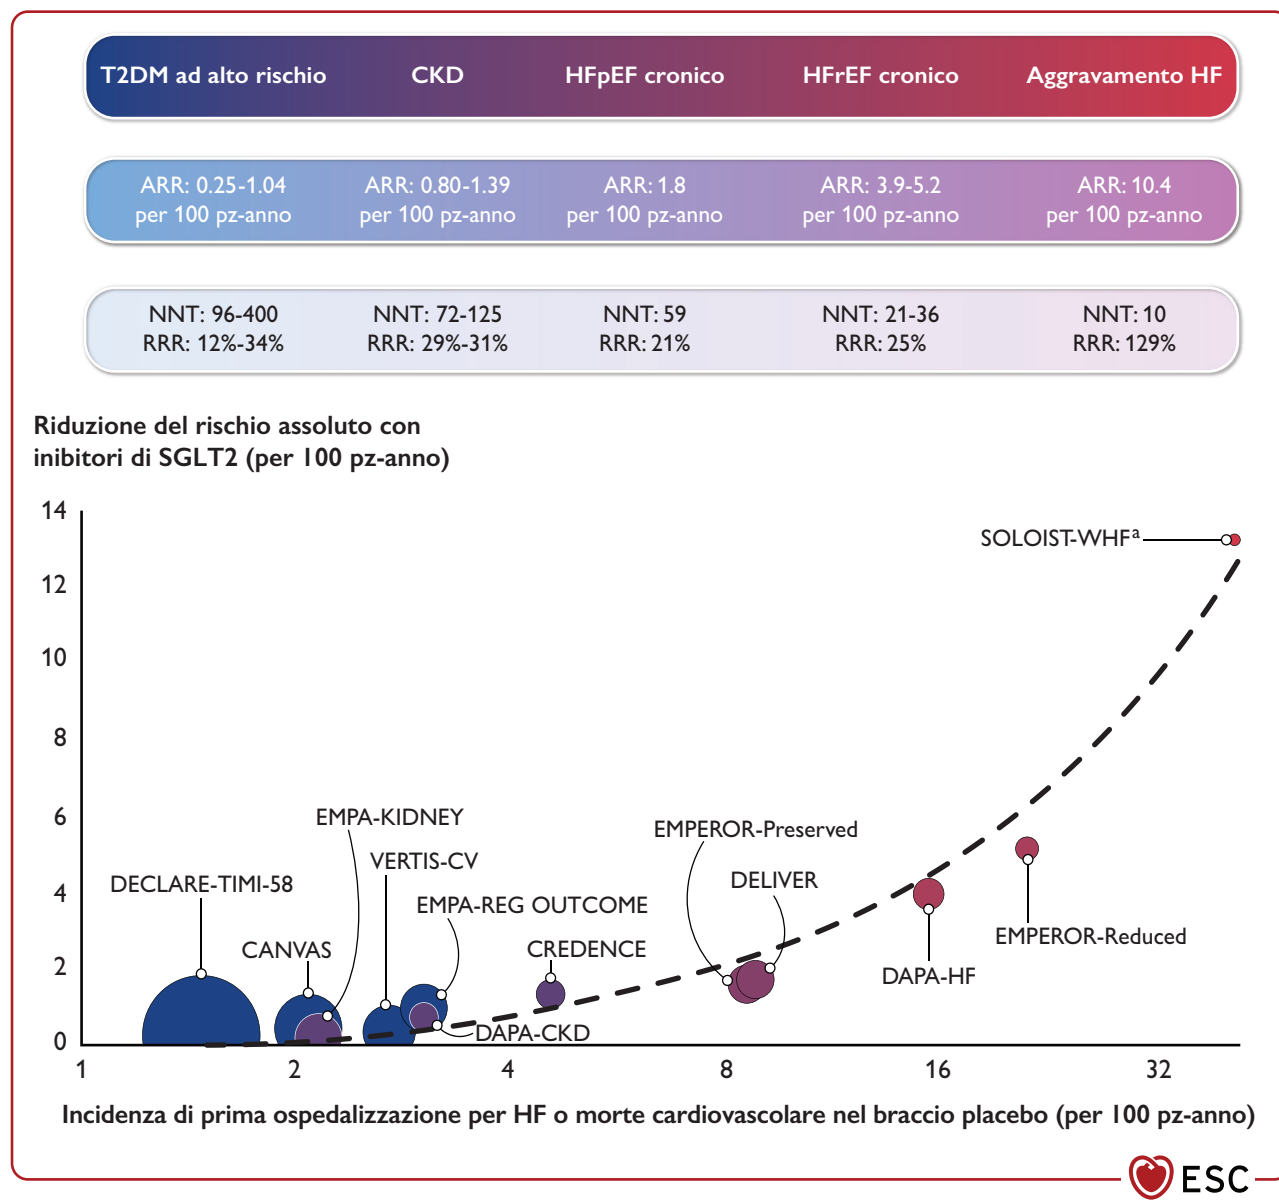 T2DM ad alto rischio
CKD
HFpEF cronico
HFrEF cronico
Aggravamento HF
ARR: 0.25-1.04
per 100 pz-anno
ARR: 0.80-1.39
per 100 pz-anno
ARR: 1.8
per 100 pz-anno
ARR: 3.9-5.2
per 100 pz-anno
ARR: 10.4
per 100 pz-anno
NNT: 96-400
RRR: 12%-34%
NNT: 72-125
RRR: 29%-31%
NNT: 59
RRR: 21%
NNT: 21-36
RRR: 25%
NNT: 10
RRR: 129%
Riduzione del rischio assoluto con
inibitori di SGLT2 (per 100 pz-anno)
14
12
10
8
6
4
2
0
SOLOIST-WHFa
EMPA-KIDNEY
EMPEROR-Preserved
VERTIS-CV
DELIVER
DECLARE-TIMI-58
EMPA-REG OUTCOME
CANVAS
CREDENCE
EMPEROR-Reduced
DAPA-HF
DAPA-CKD
1
2
4
8
16
32
Incidenza di prima ospedalizzazione per HF o morte cardiovascolare nel braccio placebo (per 100 pz-anno)
ESC